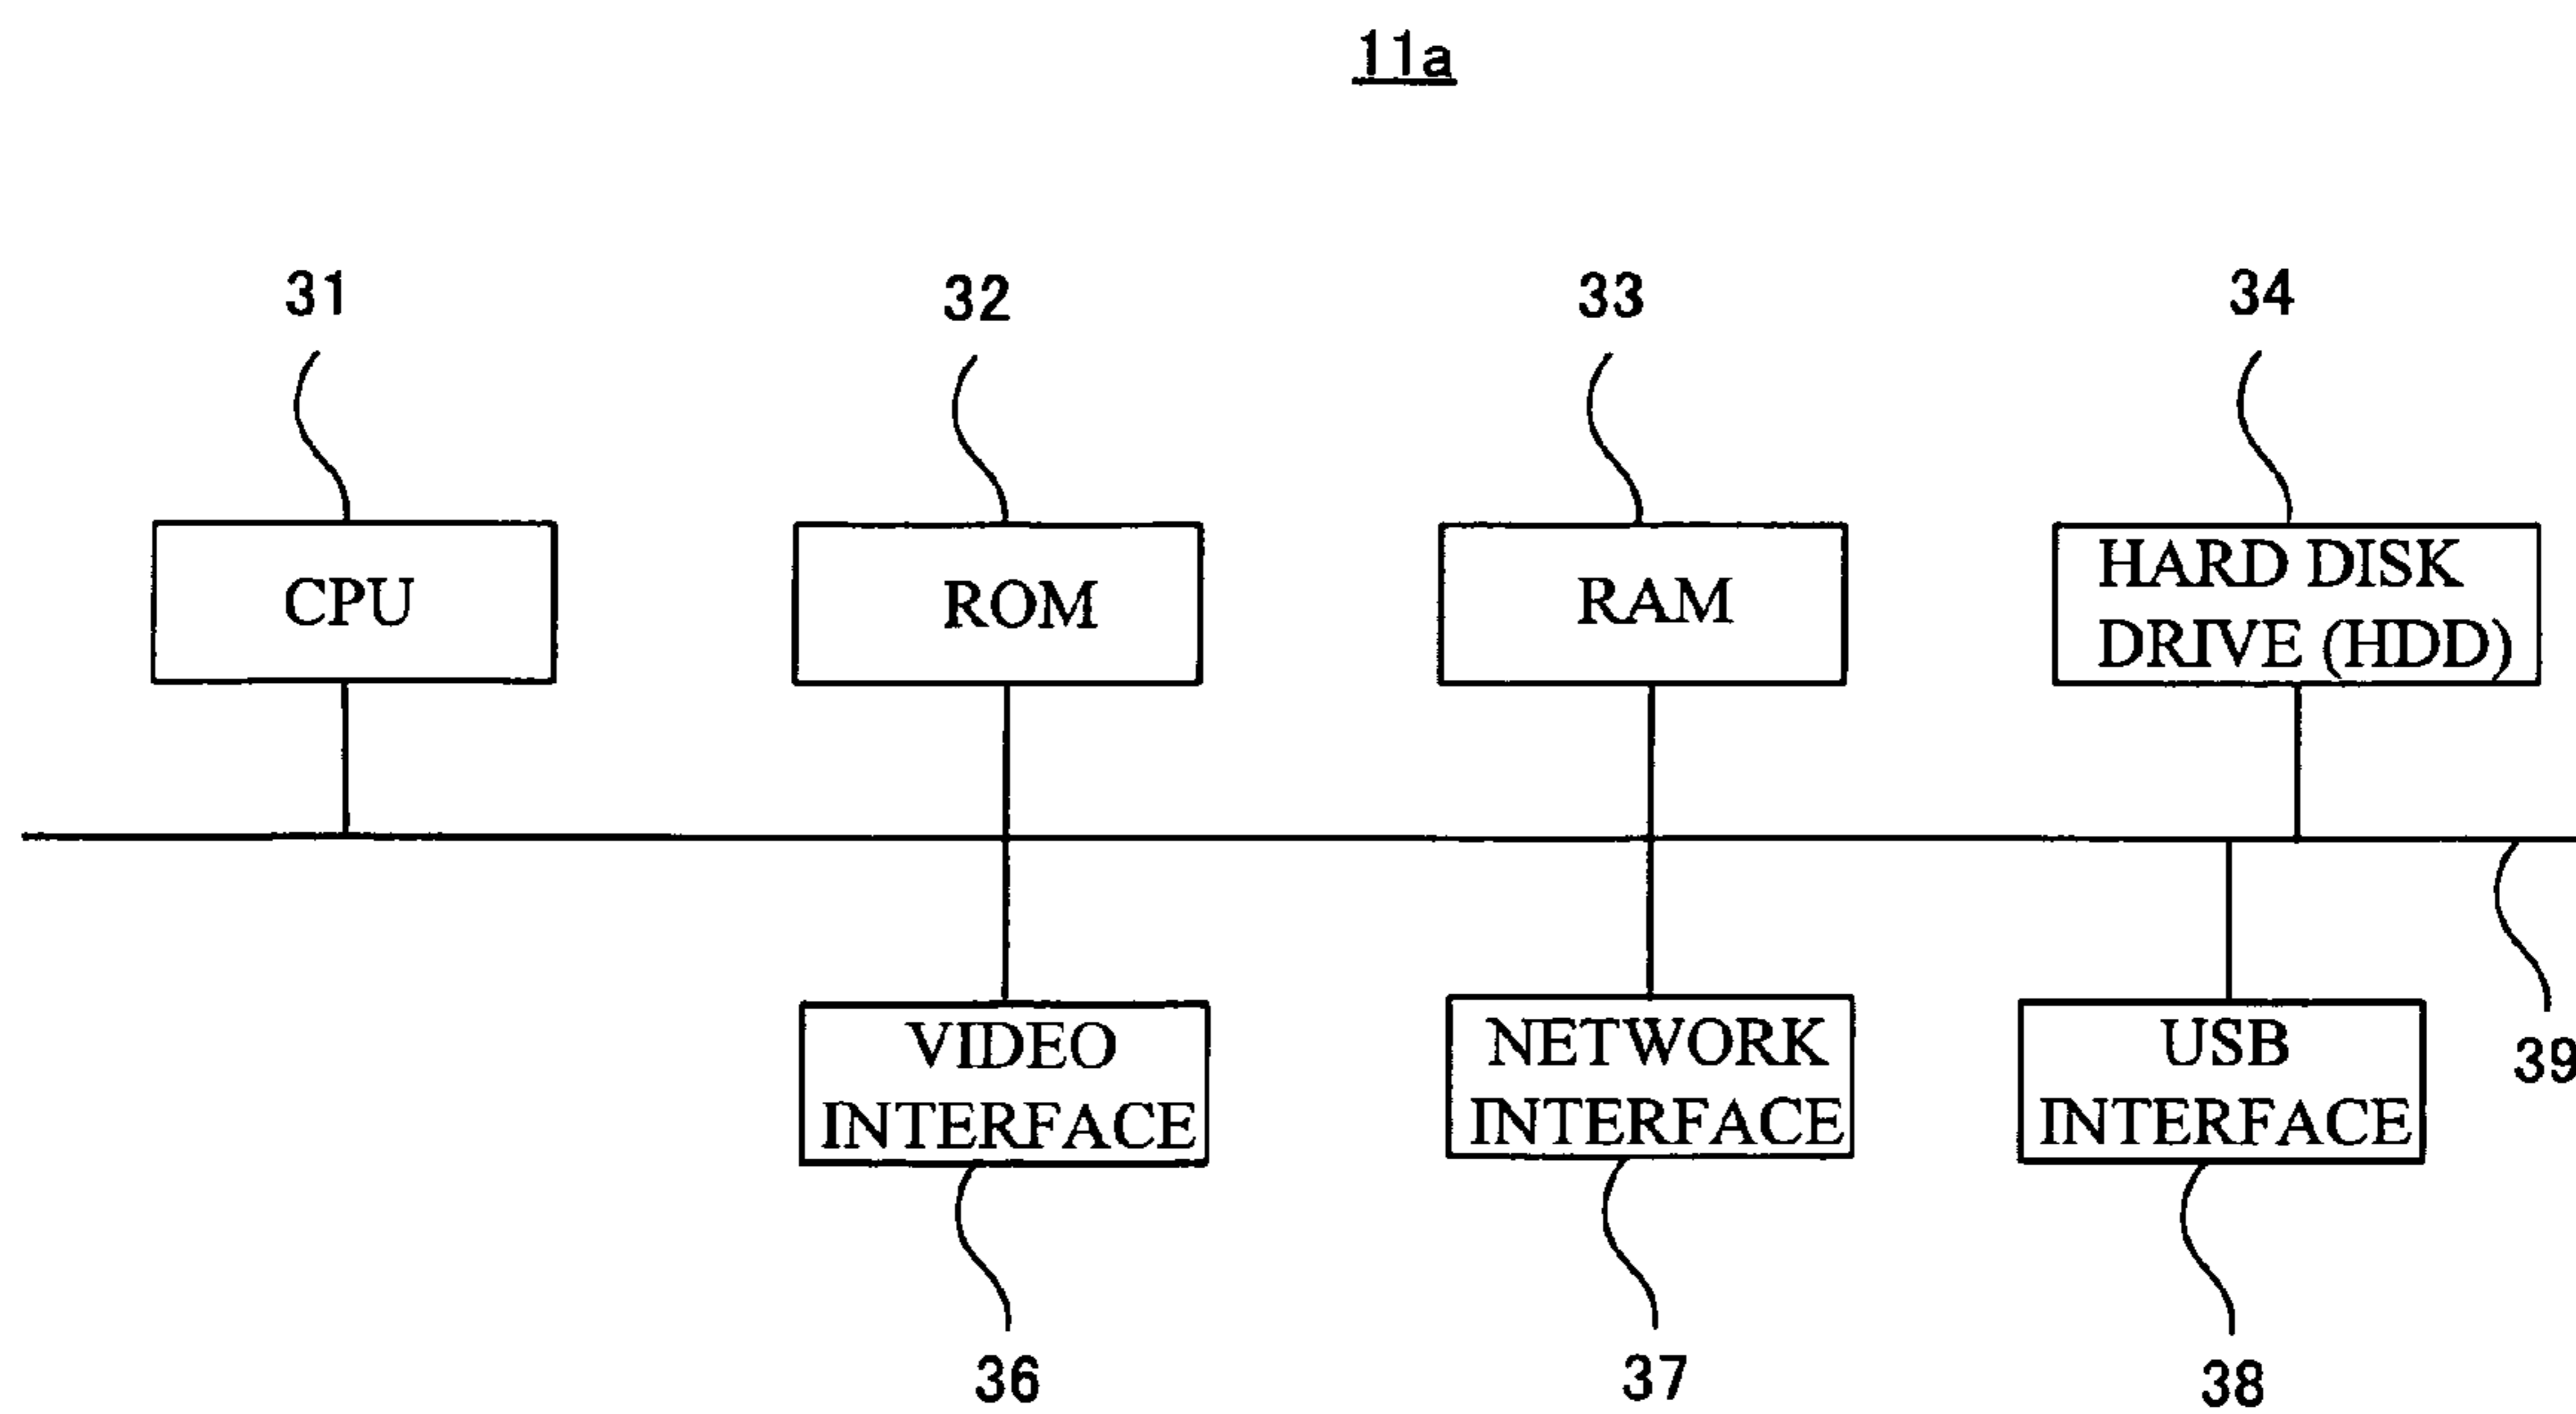 11a
31
32
33
34
CPU
ROM
RAM
HARD DISK
DRIVE (HDD)
39
VIDEO
INTERFACE
NETWORK
INTERFACE
USB
INTERFACE
36
37
38